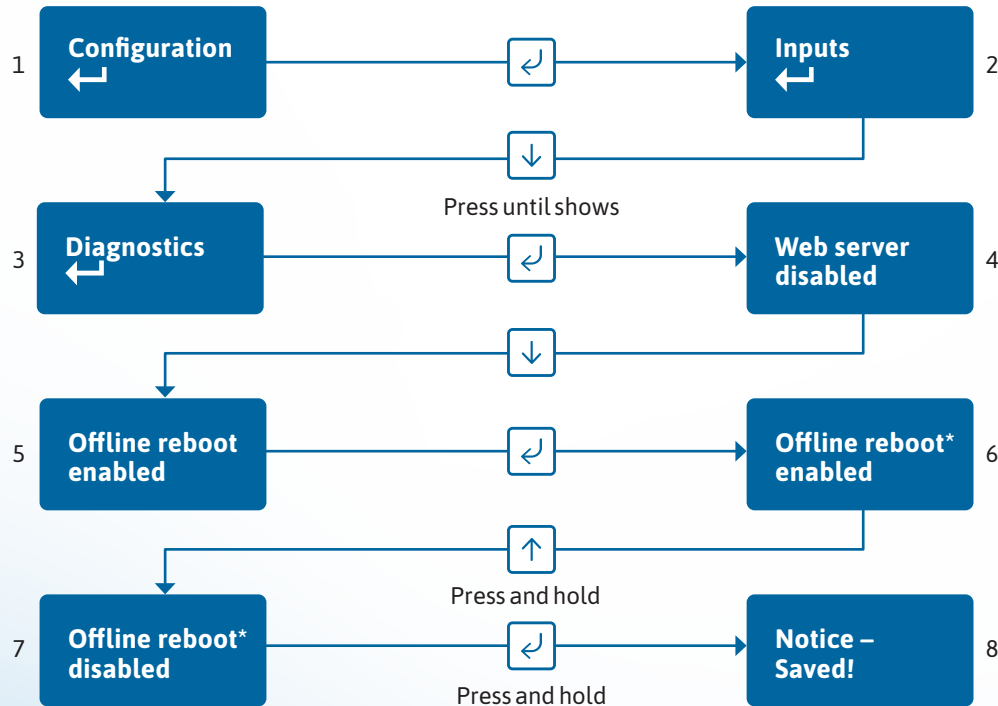 1
Configuration
Inputs
2
Press until shows
3
Diagnostics
Web server
disabled
4
5
Offline reboot
enabled
Offline reboot*
enabled
6
Press and hold
7
Offline reboot*
disabled
Notice –
Saved!
8
Press and hold